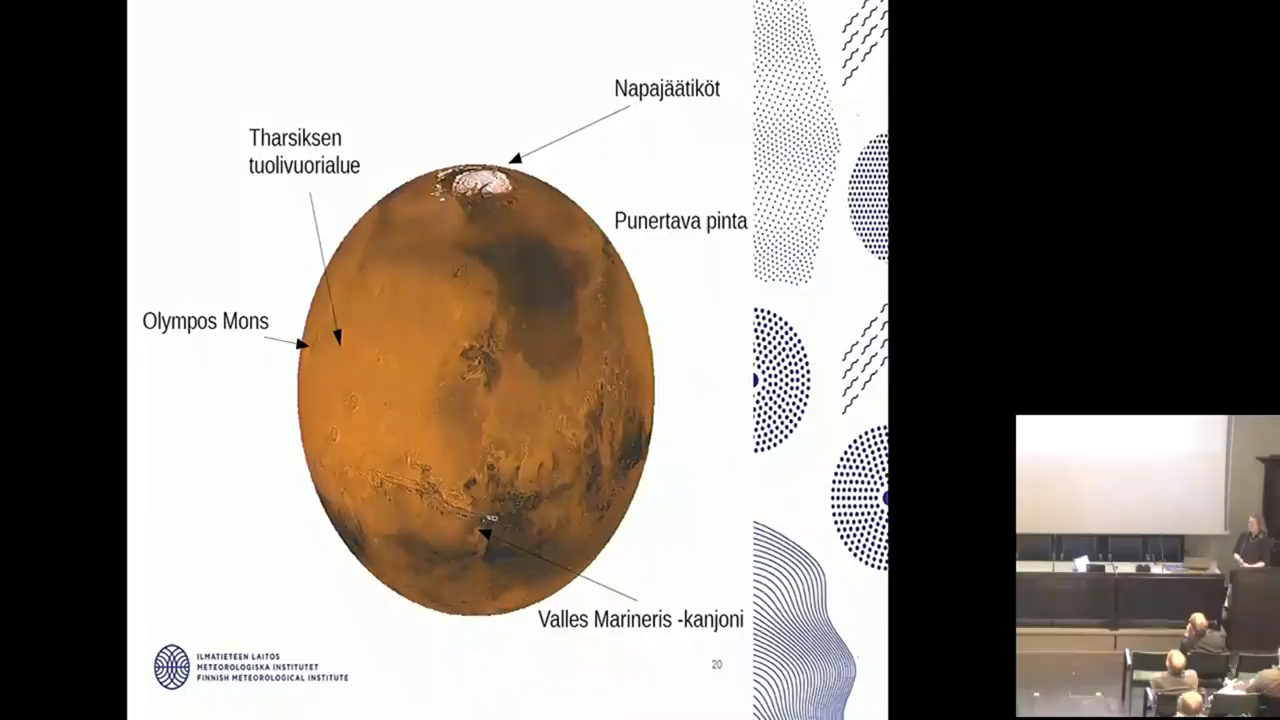 Napajäätiköt
Tharsiksen
tuolivuorialue
Punertava pinta
Olympos Mons
Valles Marineris -kanjoni
20
ILMATIETEEN LAITOS
METEOROLOGISKA INSTITUTET
FINNISH METEOROLOGICAL INSTITUTE